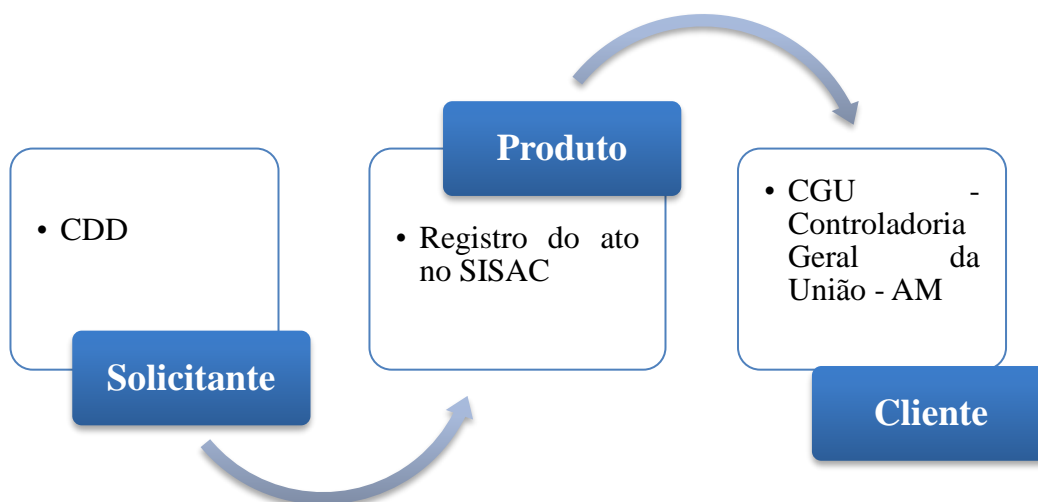 • CDD
Solicitante
Produto
• Registro do ato
no SISAC
• CGU -
Controladoria
Geral da
União - AM
Cliente